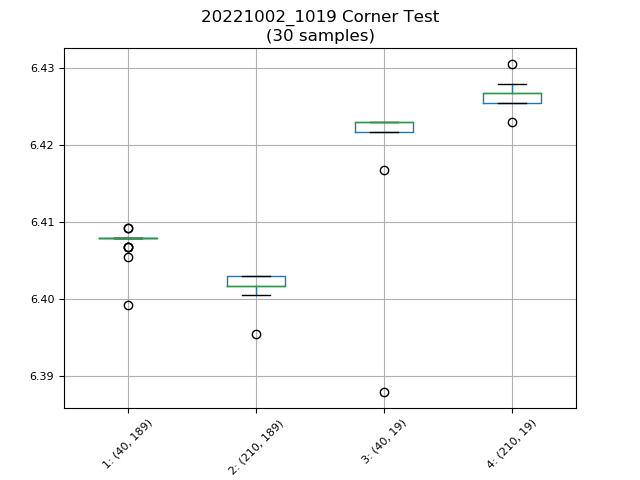 20221002_1019 Corner Test
(30 samples)
6.43
6.42
6.41
6.40
6.39
1: (40, 189)
2: (210, 189)
3: (40, 19)
4: (210, 19)